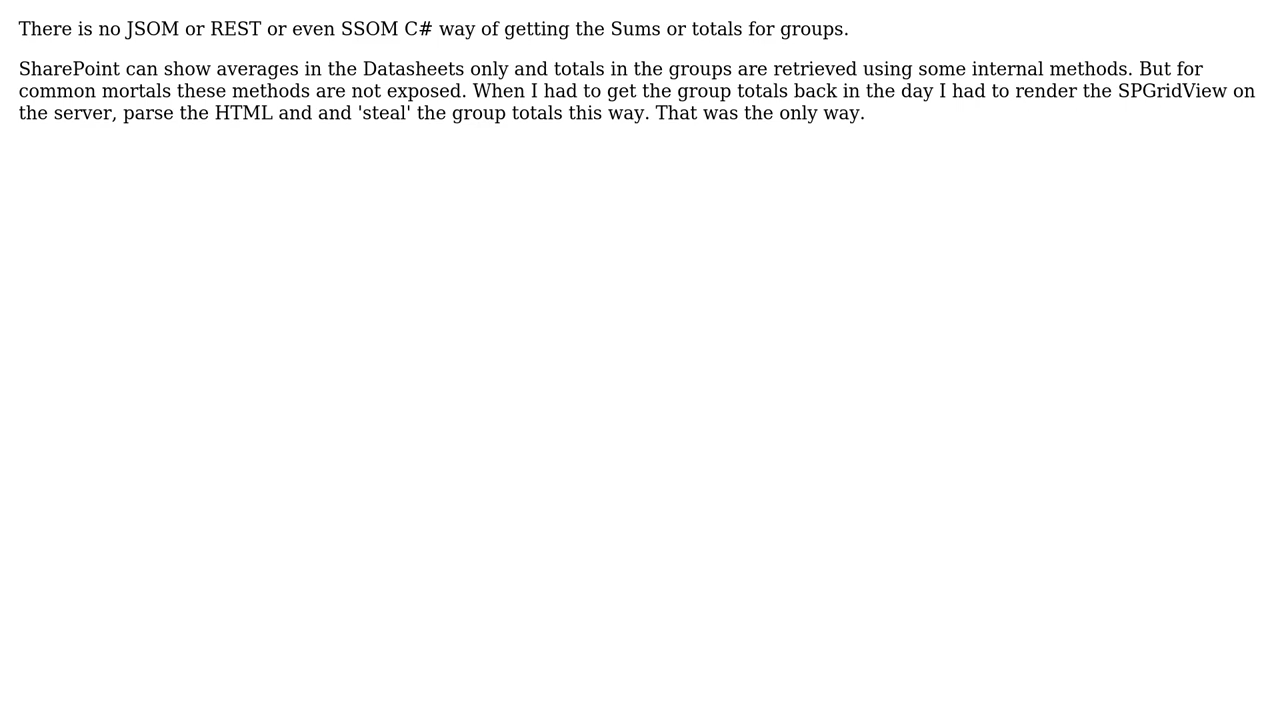 There is no JSOM or REST or even SSOM C# way of getting the Sums or totals for groups.
SharePoint can show averages in the Datasheets only and totals in the groups are retrieved using some internal methods. But for
common mortals these methods are not exposed. When I had to get the group totals back in the day I had to render the SPGridView on
the server, parse the HTML and and 'steal' the group totals this way. That was the only way.